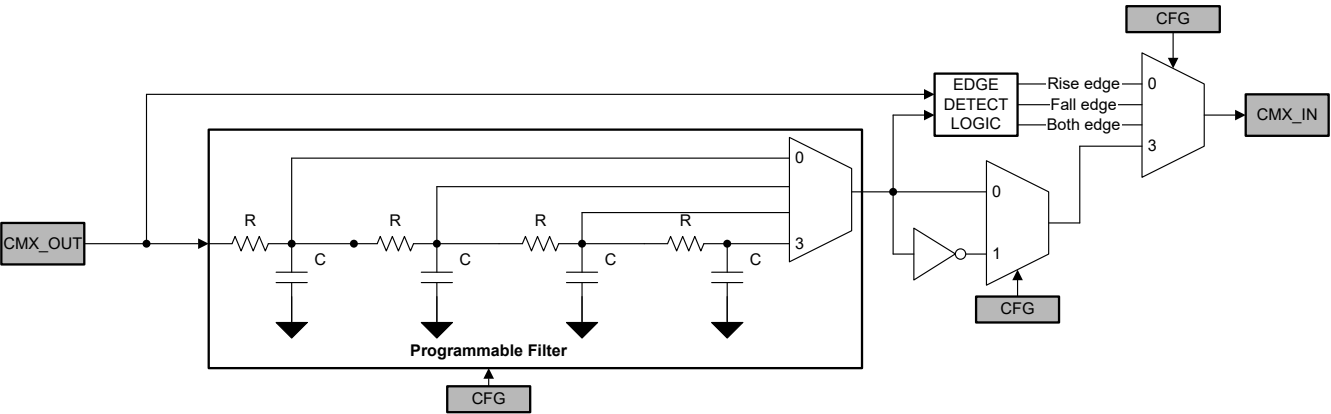 CFG
EDGE
DETECT
LOGIC
Rise edge
Fall edge
Both edge
0
3
CMX_IN
0
3
0
1
CMX_OUT
R
R
R
R
C
C
C
C
CFG
Programmable Filter
CFG